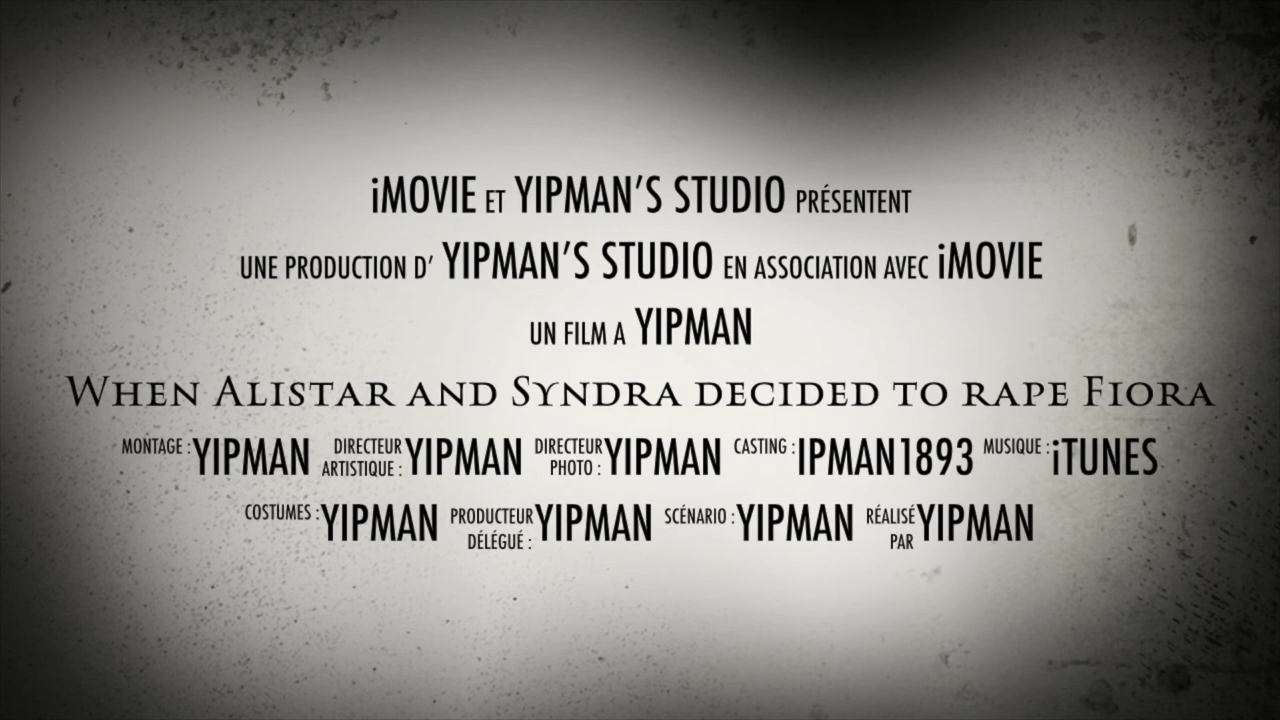 iMOVIE ET YIPMAN'S STUDIO PRÉSENTENT
UNE PRODUCTION D' YIPMAN'S STUDIO EN ASSOCIATION AVEC iMOVIE
UN FILM A YIPMAN
WHEN ALISTAR AND SYNDRA DECIDED TO RAPE FIORA
MONTAGE : YIPMAN DIRECTEUR ARTISTIQUE : YIPMAN DIRECTEUR PHOTO : YIPMAN CASTING : IPMAN1893 MUSIQUE : iTUNES
COSTUMES : YIPMAN PRODUCTEUR DÉLÉGUÉ : YIPMAN SCÉNARIO : YIPMAN RÉALISÉ PAR YIPMAN